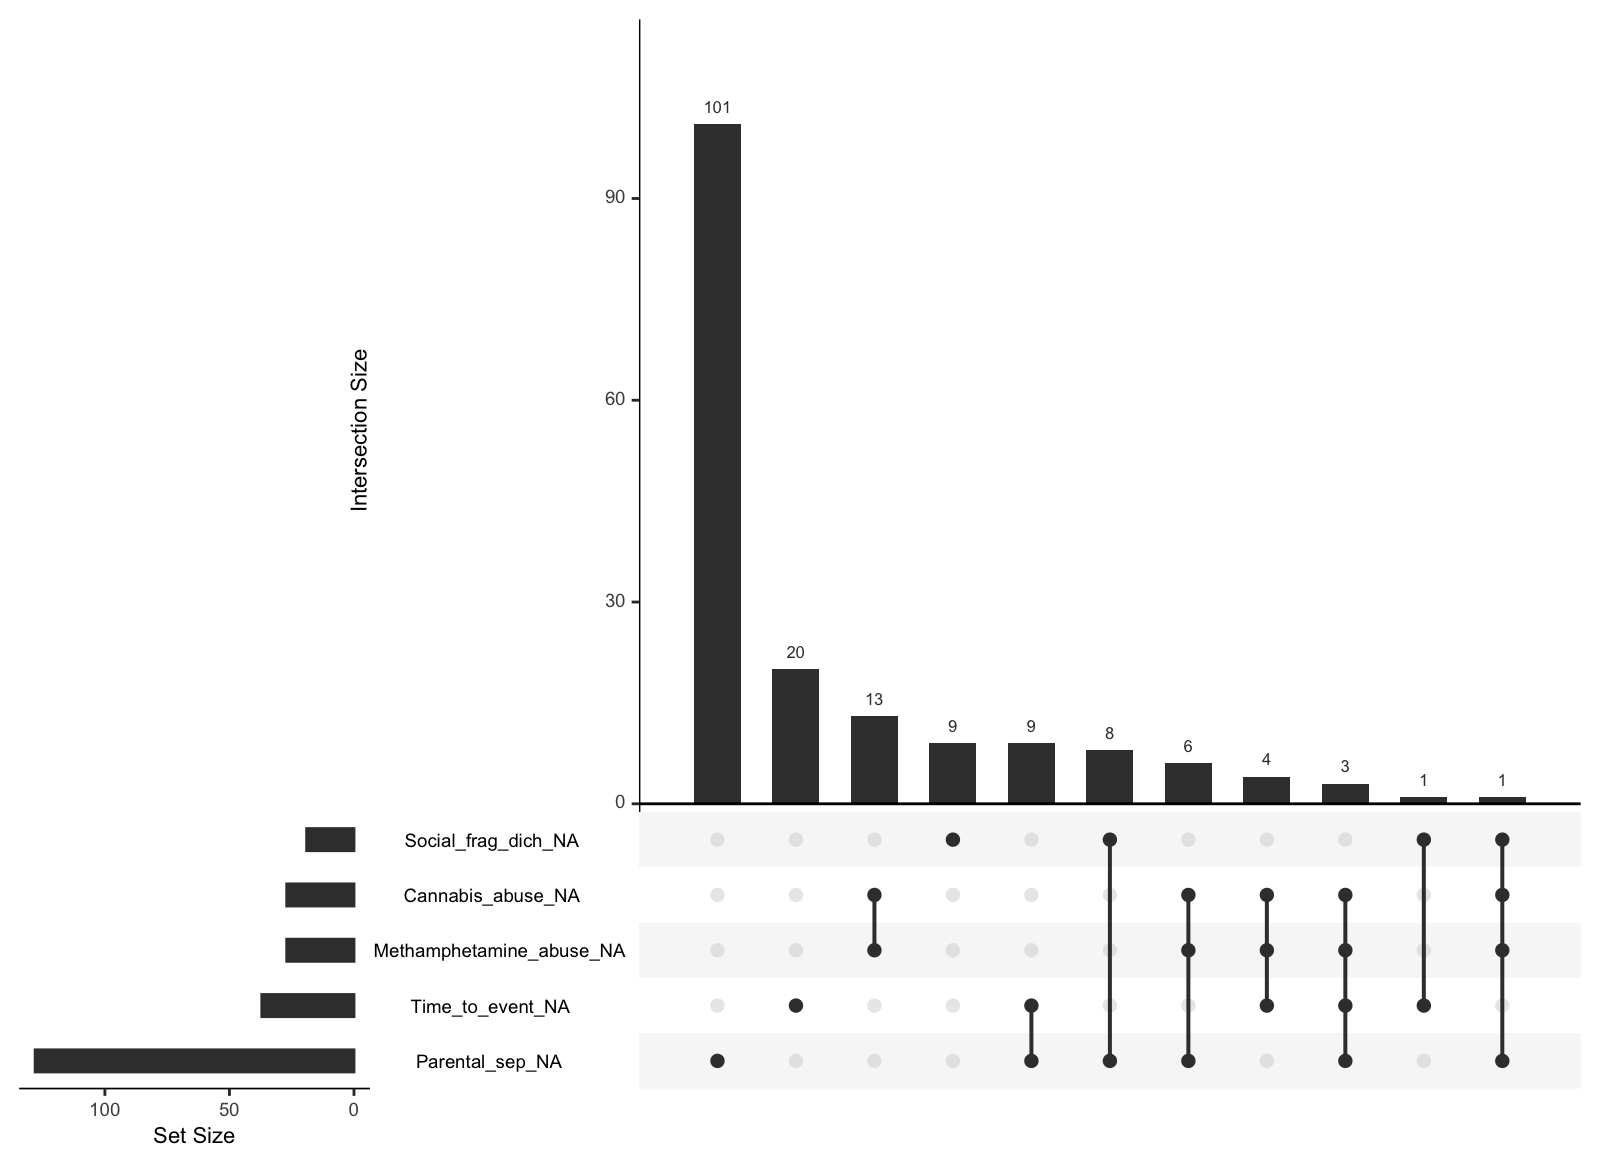 101
90
60
30
0
Intersection Size
20
13
9
9
8
6
4
3
1
1
Social_frag_dich_NA
Cannabis_abuse_NA
Methamphetamine_abuse_NA
Time_to_event_NA
Parental_sep_NA
100 50 0
Set Size